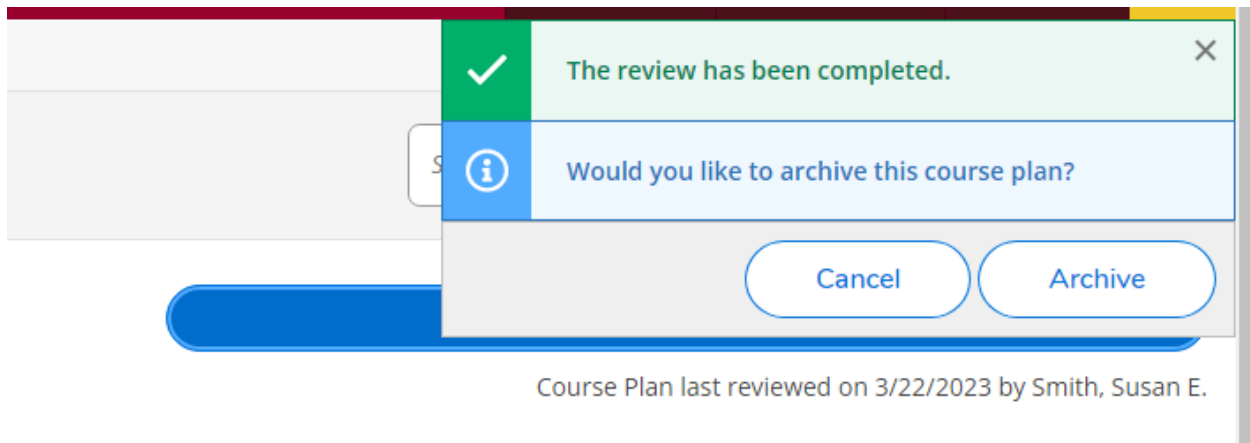 The review has been completed.
S
Would you like to archive this course plan?
Cancel
Archive
Course Plan last reviewed on 3/22/2023 by Smith, Susan E.